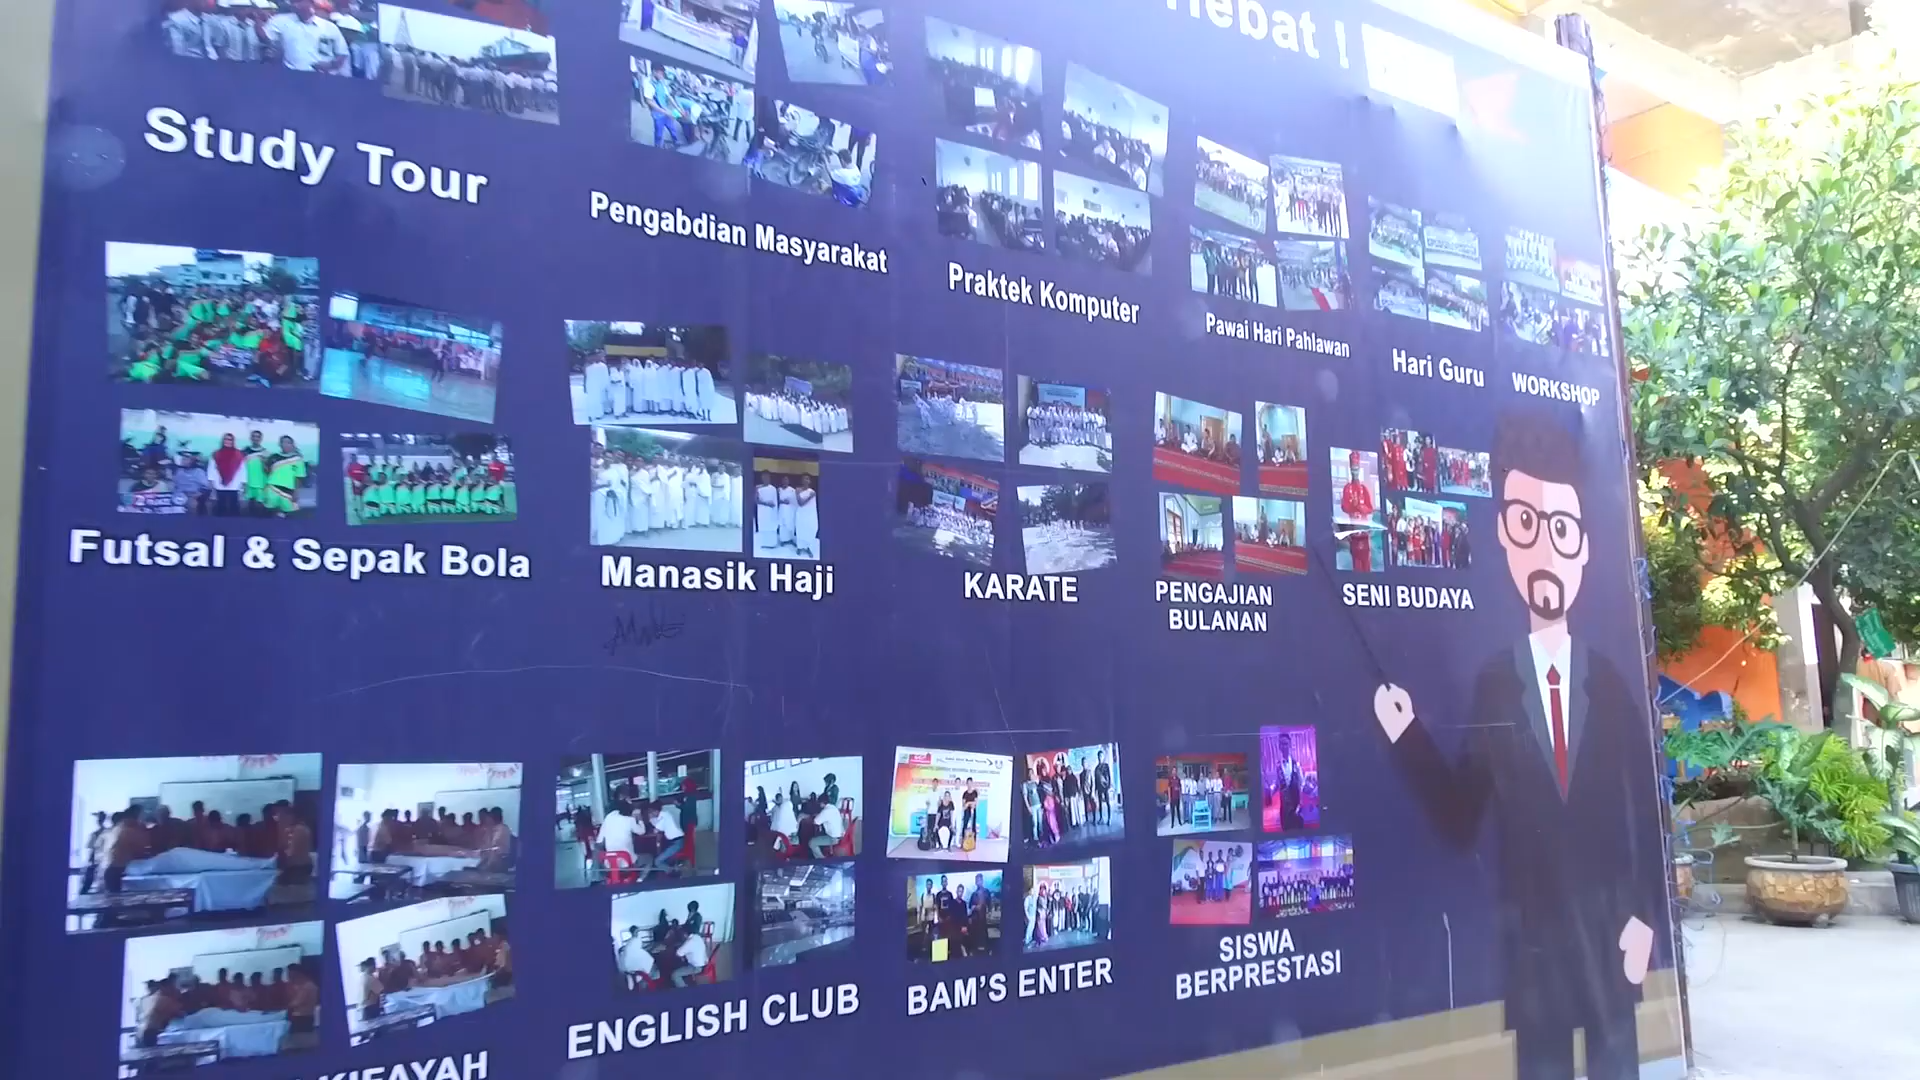 Hebat !
Study Tour
Pengabdian Masyarakat
Praktek Komputer
Pawai Hari Pahlawan
Hari Guru
WORKSHOP
Futsal & Sepak Bola
Manasik Haji
KARATE
PENGAJIAN
BULANAN
SENI BUDAYA
KIFAYAH
ENGLISH CLUB
BAM'S ENTER
SISWA
BERPRESTASI